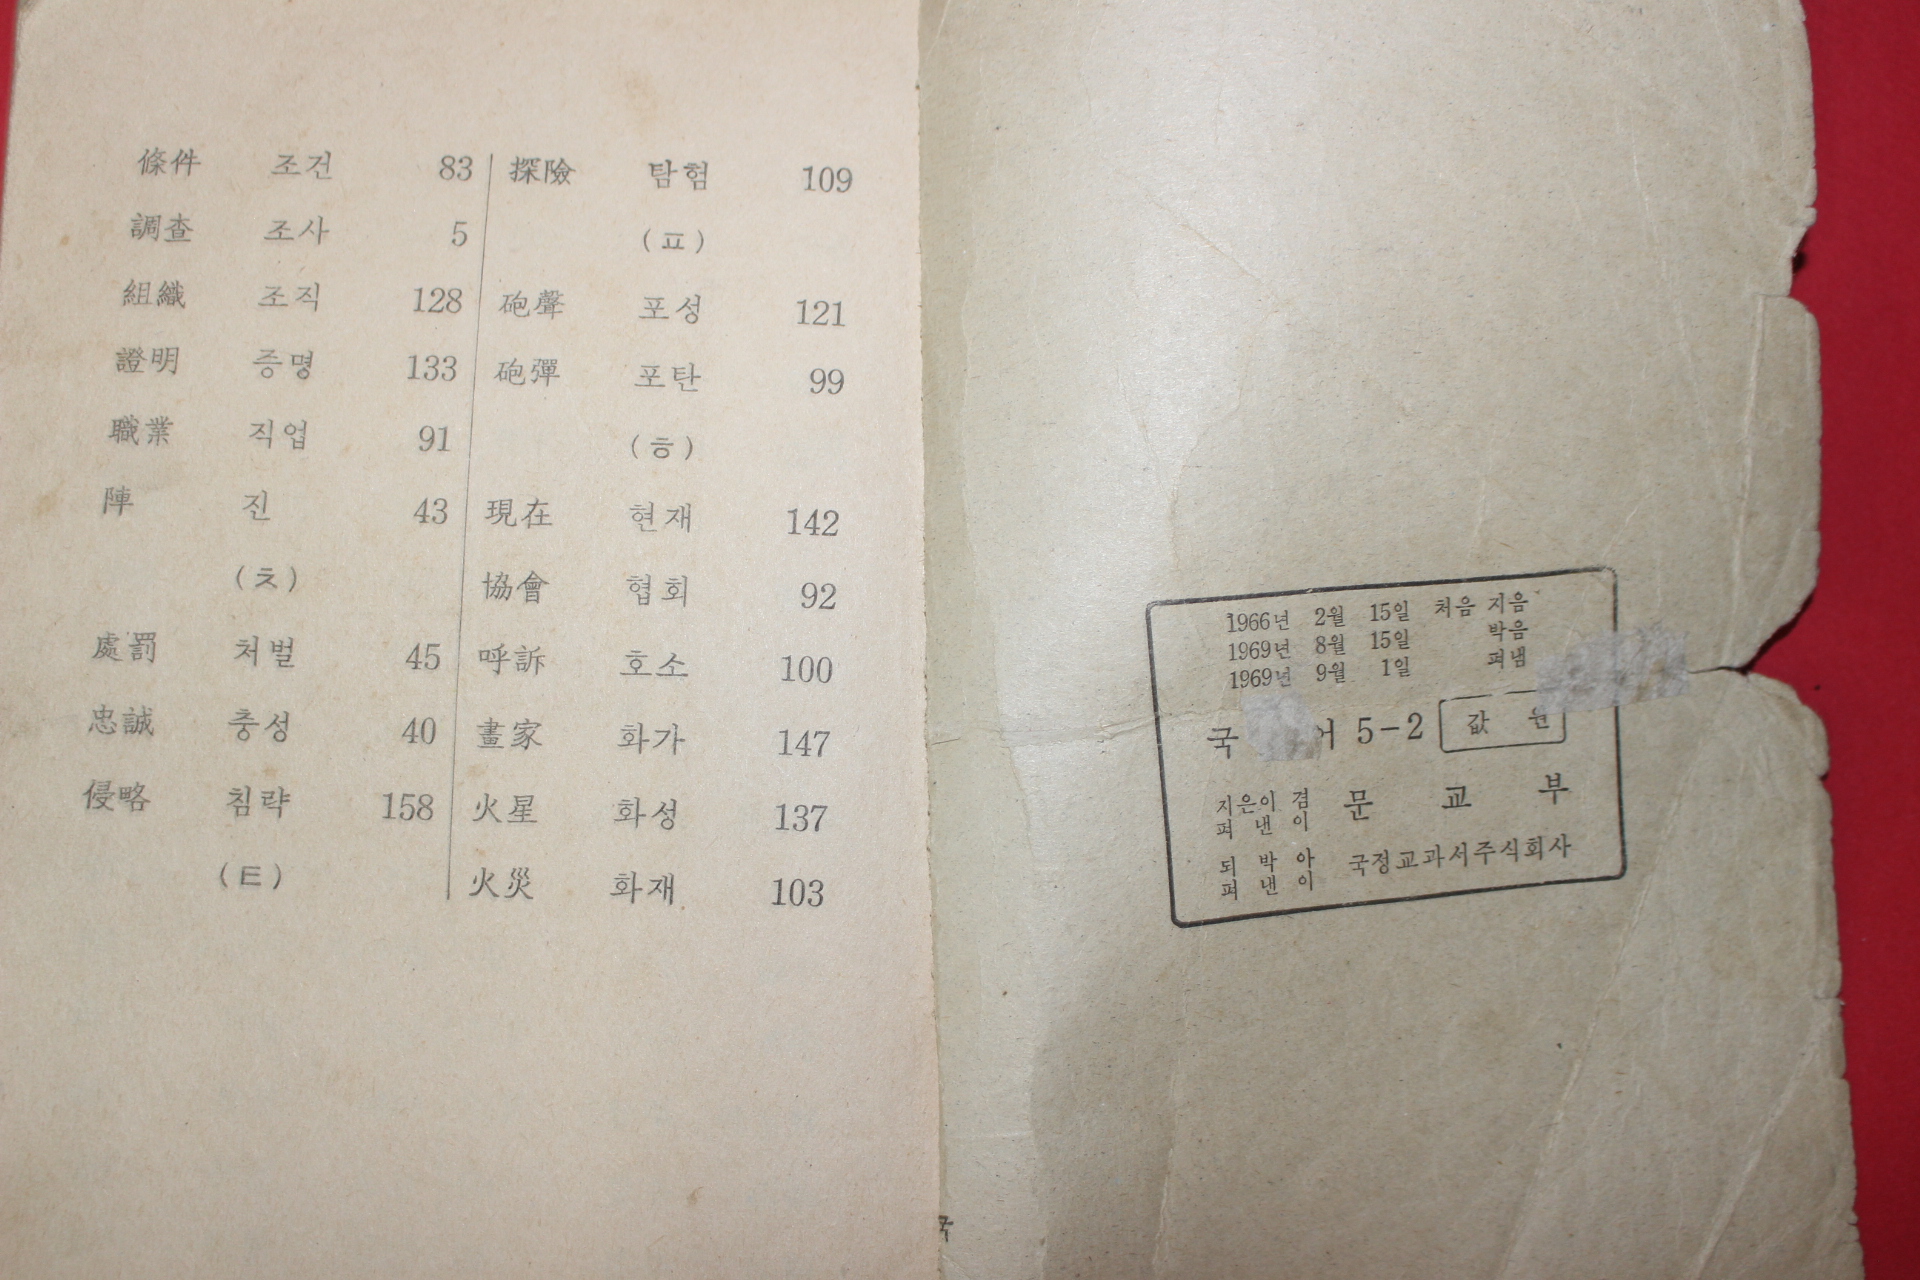 條件 조건 83
調査 조사 5
組織 조직 128
證明 증명 133
職業 직업 91
陣 진 43
(ㅊ)
處罰 처벌 45
忠誠 충성 40
侵略 침략 158
(ㅌ)
探險 탐험 109
(ㅍ)
砲聲 포성 121
砲彈 포탄 99
(ㅎ)
現在 현재 142
協會 협회 92
呼訴 호소 100
畫家 화가 147
火星 화성 137
火災 화재 103
1966년 2월 15일 처음 지음
1969년 8월 15일 박음
1969년 9월 1일 펴냄
국 어 5-2 값 원
지은이 겸
펴 낸 이
문 교 부
되 박 아
펴 낸 이
국정교과서주식회사
국